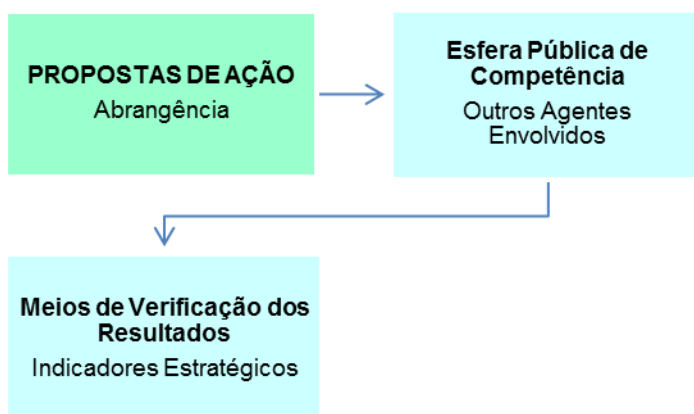 PROPOSTAS DE AÇÃO
Abrangência
Esfera Pública de
Competência
Outros Agentes
Envolvidos
Meios de Verificação dos
Resultados
Indicadores Estratégicos